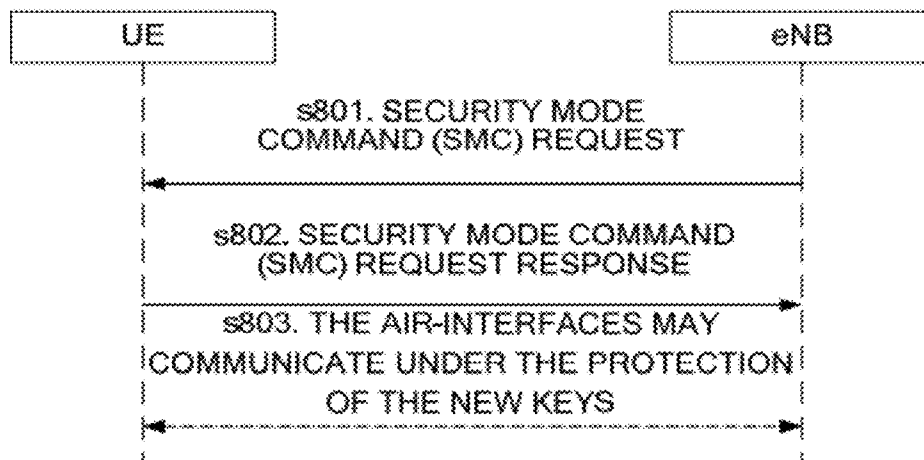 UE
eNB
s801. SECURITY MODE
COMMAND (SMC) REQUEST
s802. SECURITY MODE COMMAND
(SMC) REQUEST RESPONSE
s803. THE AIR-INTERFACES MAY
COMMUNICATE UNDER THE PROTECTION
OF THE NEW KEYS